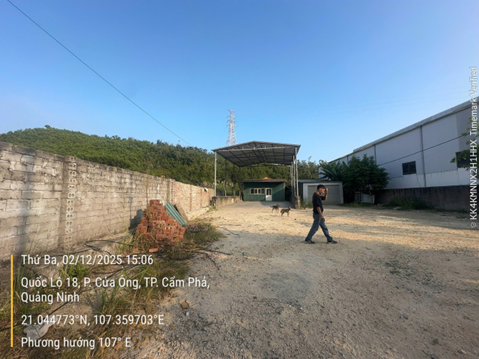 Thứ Ba, 02/12/2025 15:06
Quốc Lộ 18, P. Cửa Ông, TP. Cẩm Phả,
Quảng Ninh
21.044773°N, 107.359703°E
Phương hướng 107° E
© KK4KMNIX2H1HHX, Timemark Verified